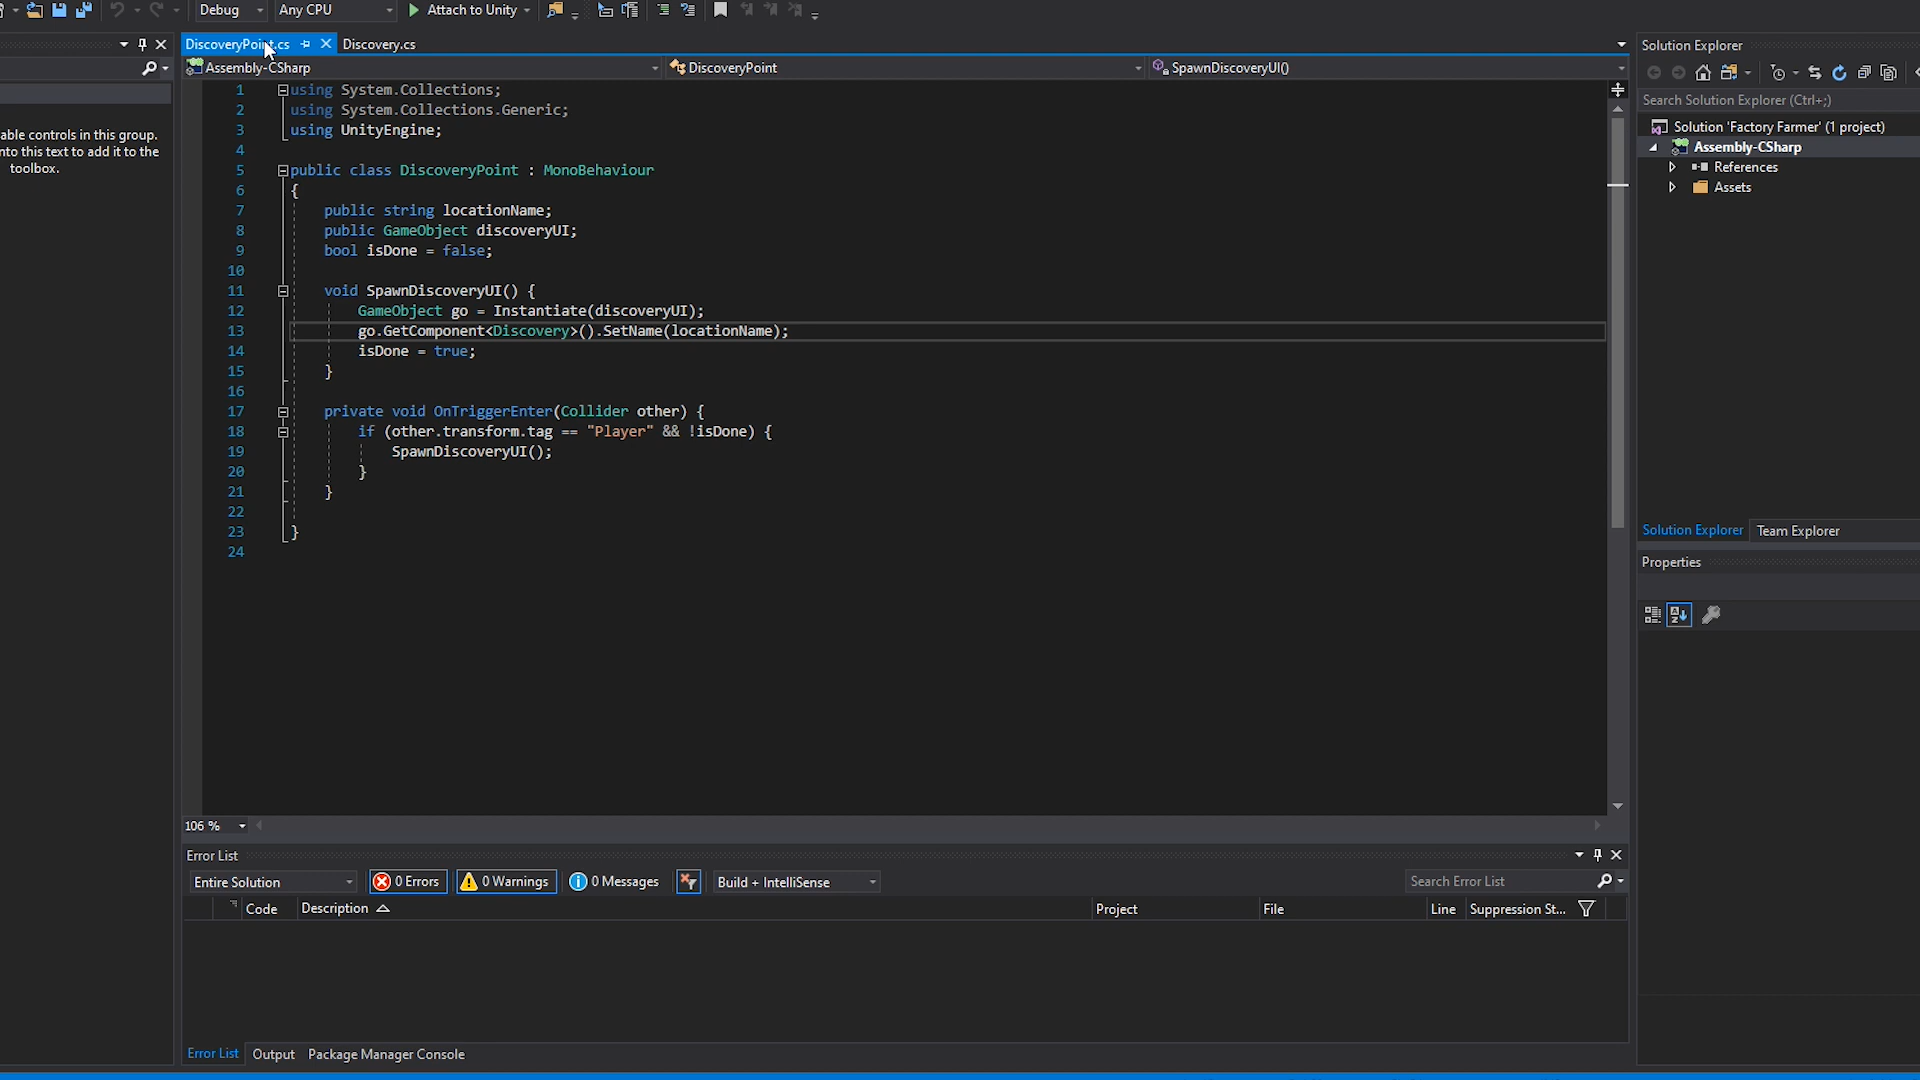 Debug Any CPU Attach to Unity
DiscoveryPoint.cs Discovery.cs
Assembly-CSharp DiscoveryPoint SpawnDiscoveryUI()
able controls in this group.
nto this text to add it to the
toolbox.
1 using System.Collections;
2 using System.Collections.Generic;
3 using UnityEngine;
4
5 public class DiscoveryPoint : MonoBehaviour
6 {
7 public string locationName;
8 public GameObject discoveryUI;
9 bool isDone = false;
10
11 void SpawnDiscoveryUI() {
12 GameObject go = Instantiate(discoveryUI);
13 go.GetComponent<Discovery>().SetName(locationName);
14 isDone = true;
15 }
16
17 private void OnTriggerEnter(Collider other) {
18 if (other.transform.tag == "Player" && !isDone) {
19 SpawnDiscoveryUI();
20 }
21 }
22
23 }
24
106 %
Error List
Entire Solution 0 Errors 0 Warnings 0 Messages Build + IntelliSense Search Error List
Code Description Project File Line Suppression St...
Error List Output Package Manager Console
Solution Explorer
Search Solution Explorer (Ctrl+;)
Solution 'Factory Farmer' (1 project)
Assembly-CSharp
References
Assets
Solution Explorer Team Explorer
Properties